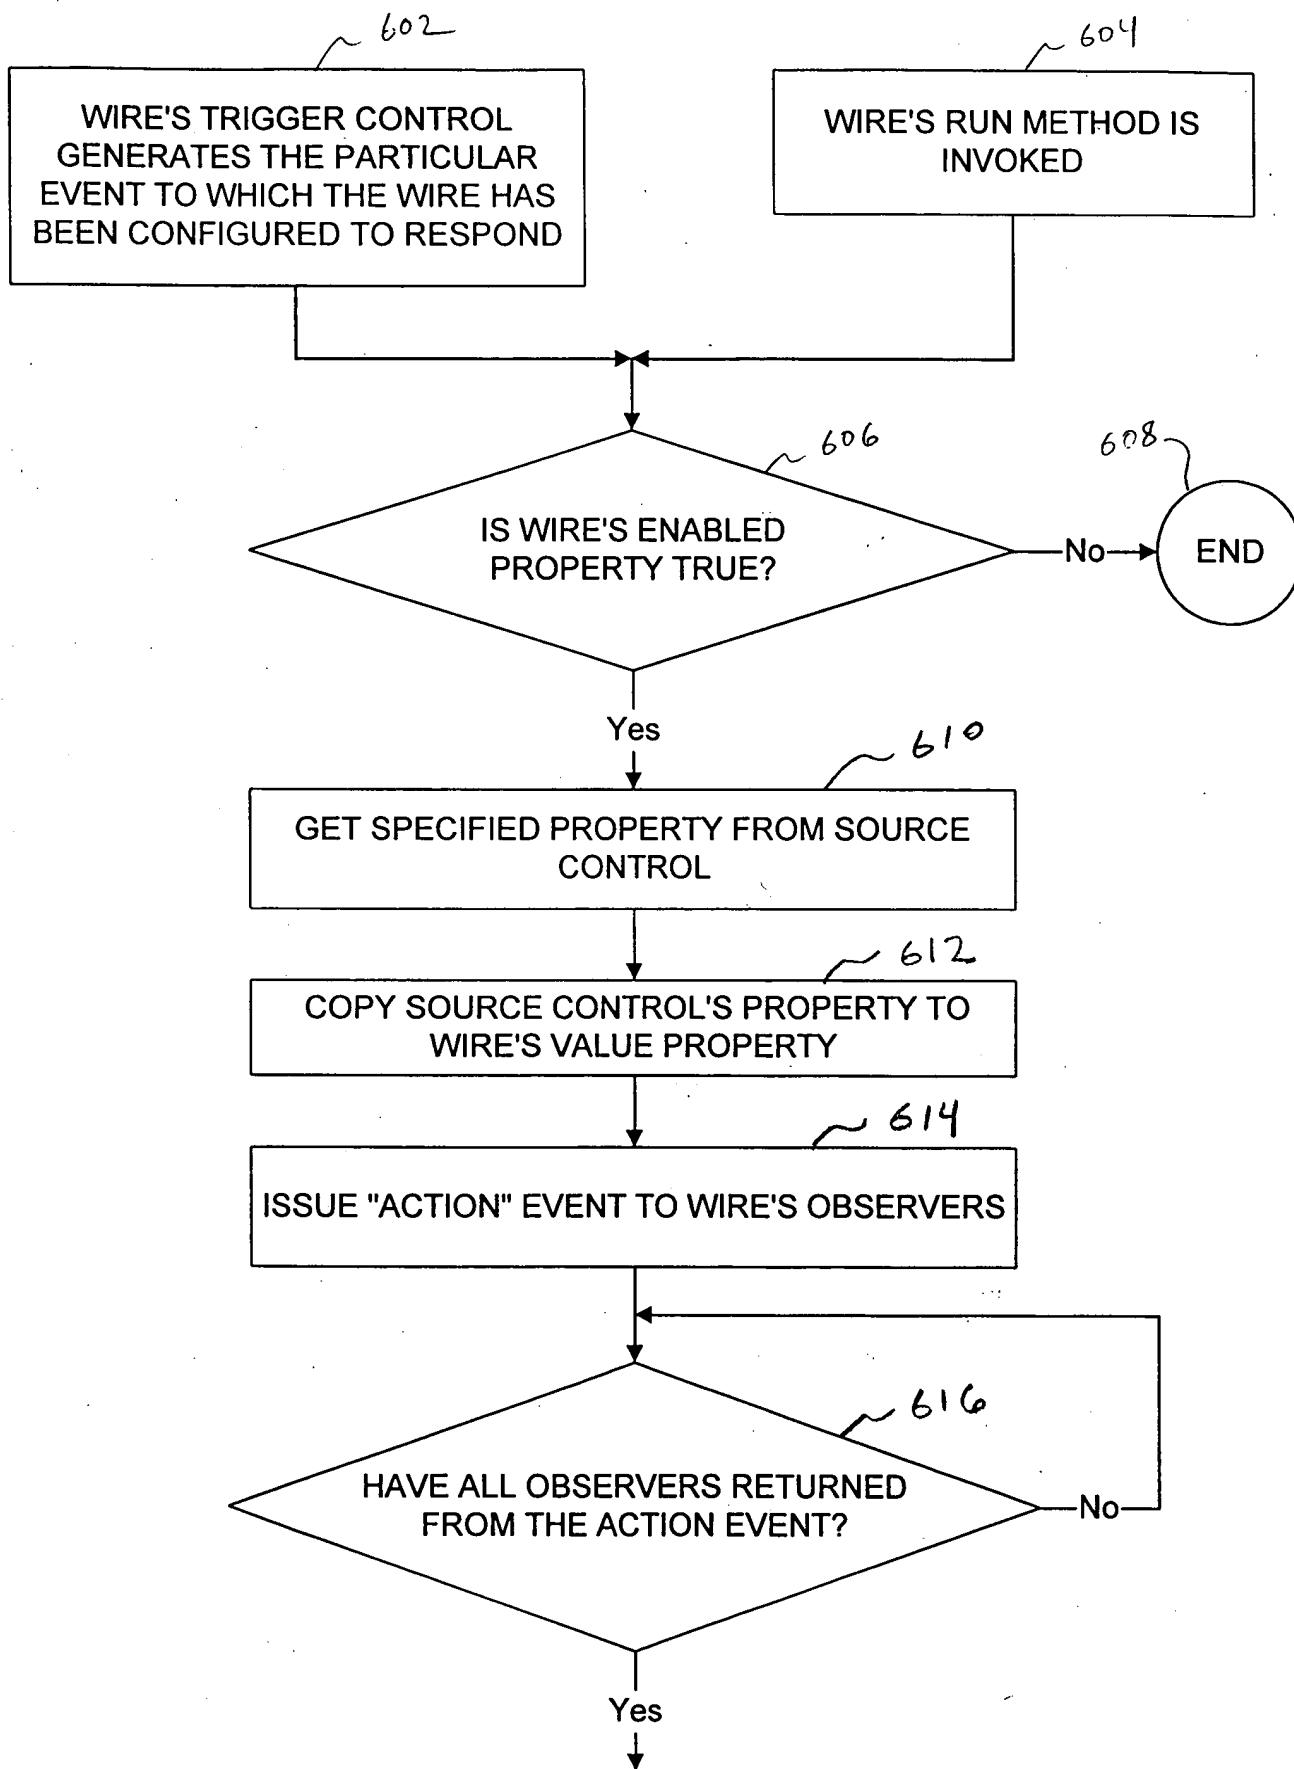 602
604
WIRE'S TRIGGER CONTROL
GENERATES THE PARTICULAR
EVENT TO WHICH THE WIRE HAS
BEEN CONFIGURED TO RESPOND
WIRE'S RUN METHOD IS
INVOKED
606
608
IS WIRE'S ENABLED
PROPERTY TRUE?
No
END
Yes
610
GET SPECIFIED PROPERTY FROM SOURCE
CONTROL
612
COPY SOURCE CONTROL'S PROPERTY TO
WIRE'S VALUE PROPERTY
614
ISSUE "ACTION" EVENT TO WIRE'S OBSERVERS
616
HAVE ALL OBSERVERS RETURNED
FROM THE ACTION EVENT?
No
Yes